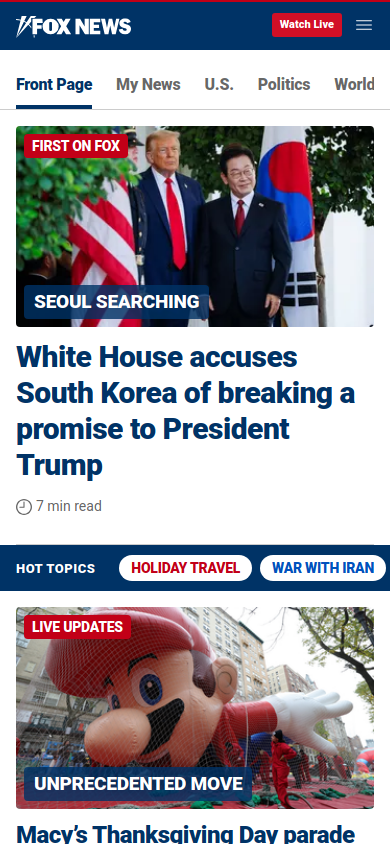 FOX NEWS
Watch Live
Front Page My News U.S. Politics World
FIRST ON FOX
SEOUL SEARCHING
White House accuses
South Korea of breaking a
promise to President
Trump
7 min read
HOT TOPICS HOLIDAY TRAVEL WAR WITH IRAN
LIVE UPDATES
UNPRECEDENTED MOVE
Macy's Thanksgiving Day parade